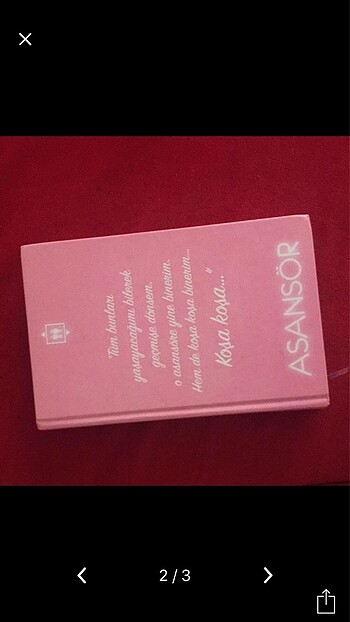 Tüm bunları
yaşayacağımı bilerek
geçmişe dönsem,
o asansöre yine binerim.
Hem de koşa koşa binerim...
Koşa koşa..."
ASANSÖR
2 / 3